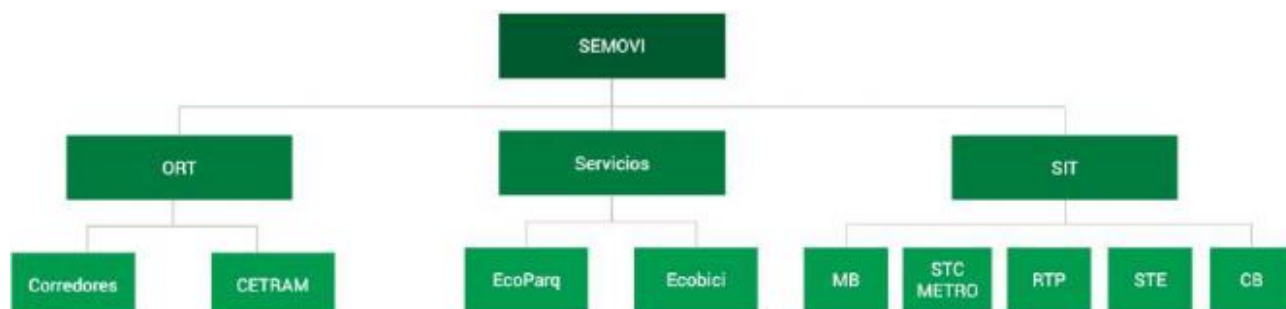 SEMOVI
ORT
Servicios
SIT
Corredores
CETRAM
EcoParq
Ecobici
MB
STC
METRO
RTP
STE
CB